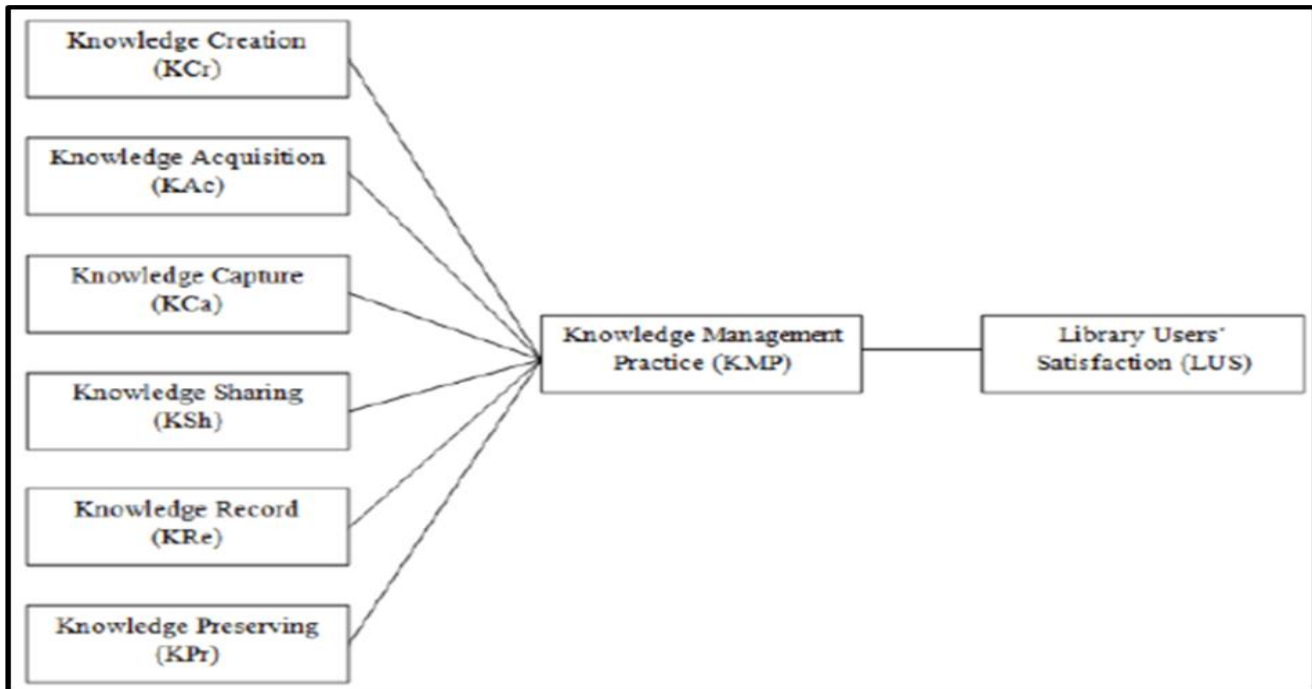 Knowledge Creation
(KCr)
Knowledge Acquisition
(KAc)
Knowledge Capture
(KCa)
Knowledge Sharing
(KSh)
Knowledge Record
(KRe)
Knowledge Preserving
(KPr)
Knowledge Management
Practice (KMP)
Library Users'
Satisfaction (LUS)